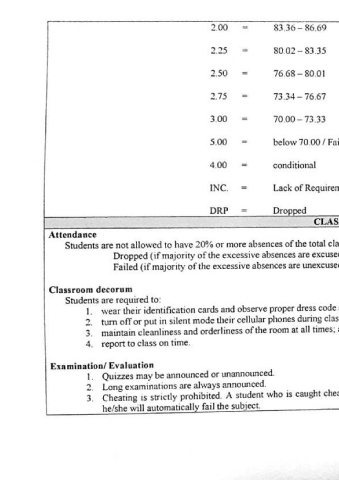 2.00 = 83.36 – 86.69
2.25 = 80.02 – 83.35
2.50 = 76.68 – 80.01
2.75 = 73.34 – 76.67
3.00 = 70.00 – 73.33
5.00 = below 70.00 / Fai
4.00 = conditional
INC. = Lack of Requirem
DRP = Dropped
CLAS
Attendance
Students are not allowed to have 20% or more absences of the total cla
Dropped (if majority of the excessive absences are excuse
Failed (if majority of the excessive absences are unexcuse
Classroom decorum
Students are required to:
1. wear their identification cards and observe proper dress code
2. turn off or put in silent mode their cellular phones during clas
3. maintain cleanliness and orderliness of the room at all times; a
4. report to class on time.
Examination/ Evaluation
1. Quizzes may be announced or unannounced.
2. Long examinations are always announced.
3. Cheating is strictly prohibited. A student who is caught chea
he/she will automatically fail the subject.